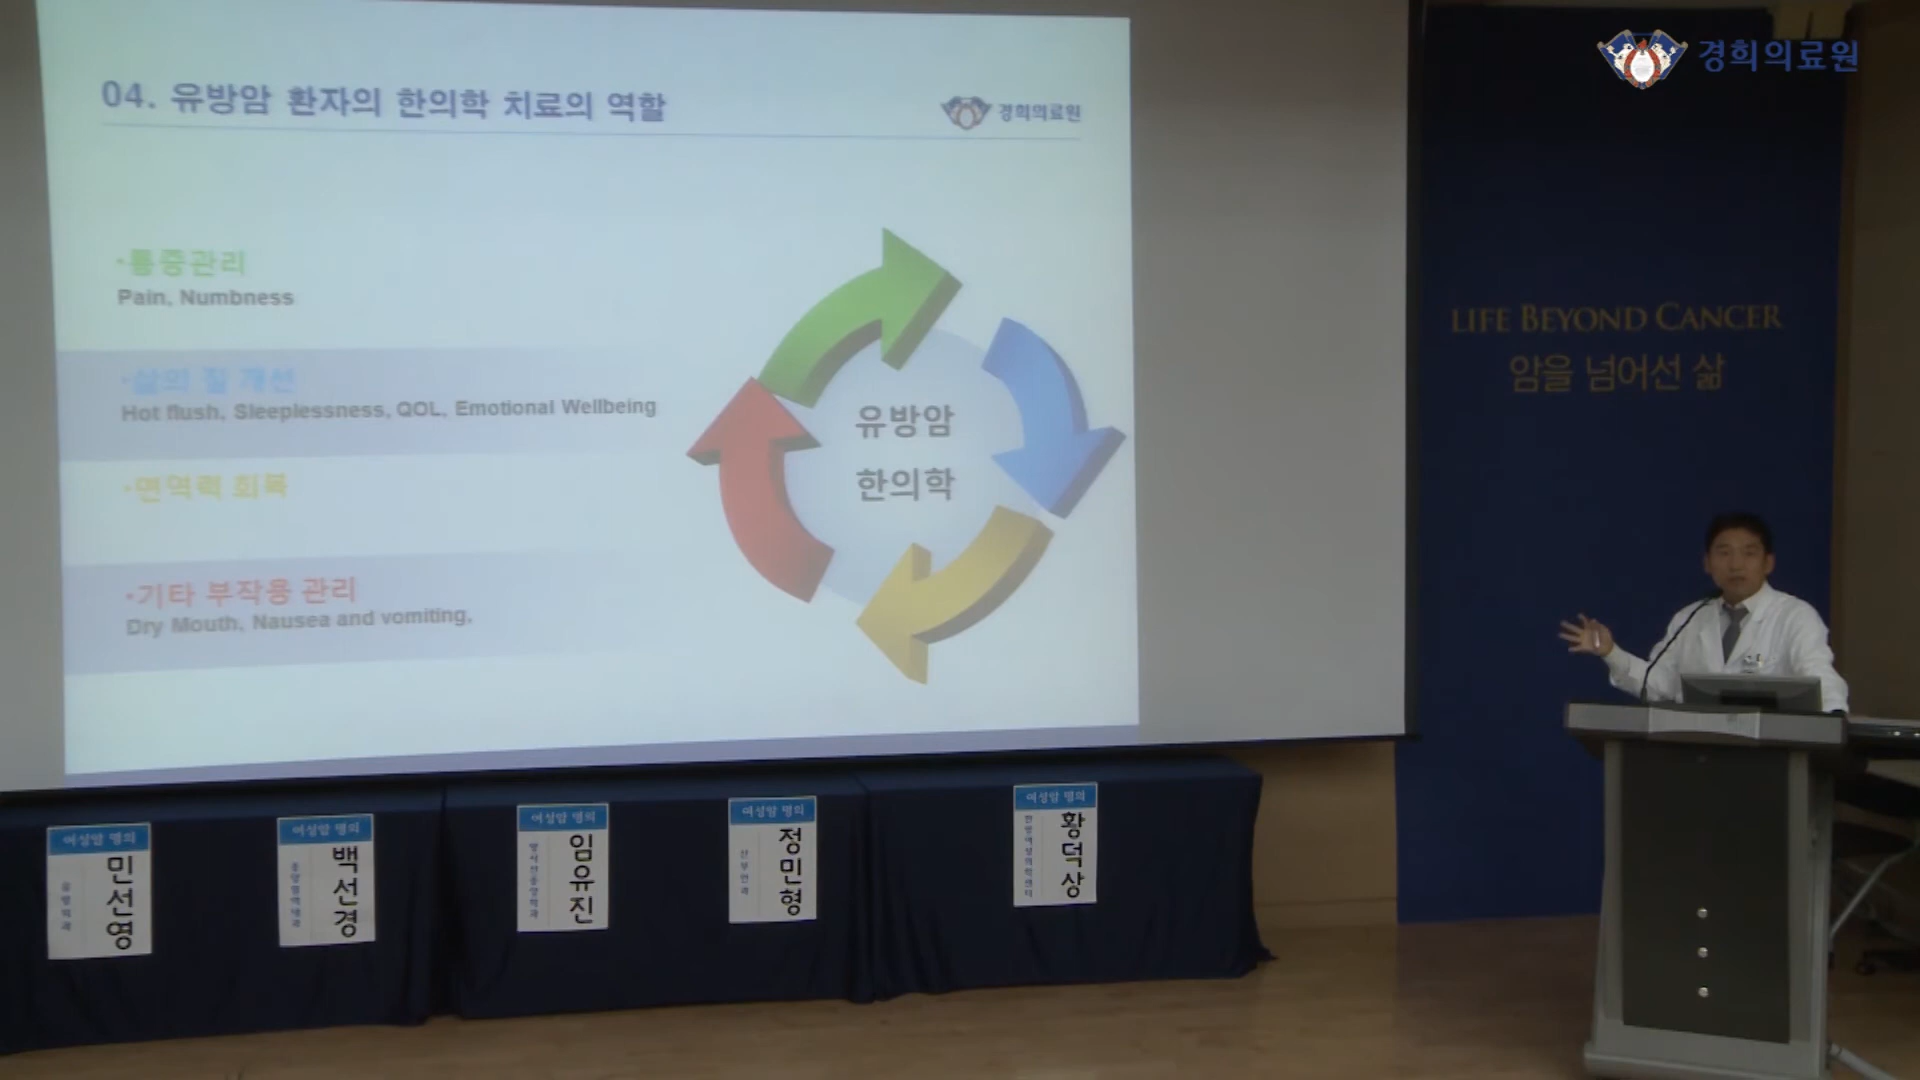 경희의료원
04. 유방암 환자의 한의학 치료의 역할
경희의료원
·통증관리
Pain, Numbness
·삶의 질 개선
Hot flush, Sleeplessness, QOL, Emotional Wellbeing
·면역력 회복
·기타 부작용 관리
Dry Mouth, Nausea and vomiting,
유방암
한의학
LIFE BEYOND CANCER
암을 넘어선 삶
여성암 명의
민선영
여성암 명의
백선경
여성암 명의
임유진
여성암 명의
산부인과
정민형
여성암 명의
황덕상